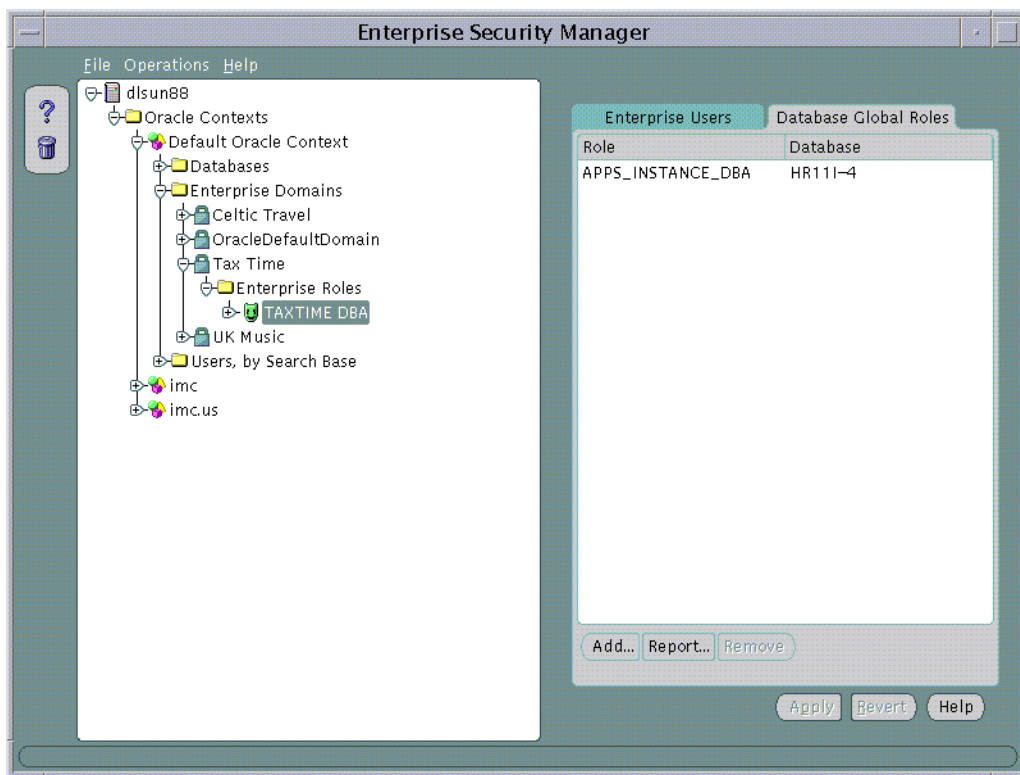 Enterprise Security Manager
File Operations Help
?
dlsun88
Oracle Contexts
Default Oracle Context
Databases
Enterprise Domains
Celtic Travel
OracleDefaultDomain
Tax Time
Enterprise Roles
TAXTIME DBA
UK Music
Users, by Search Base
imc
imc.us
Enterprise Users Database Global Roles
Role Database
APPS_INSTANCE_DBA HR11I-4
Add... Report... Remove
Apply Revert Help